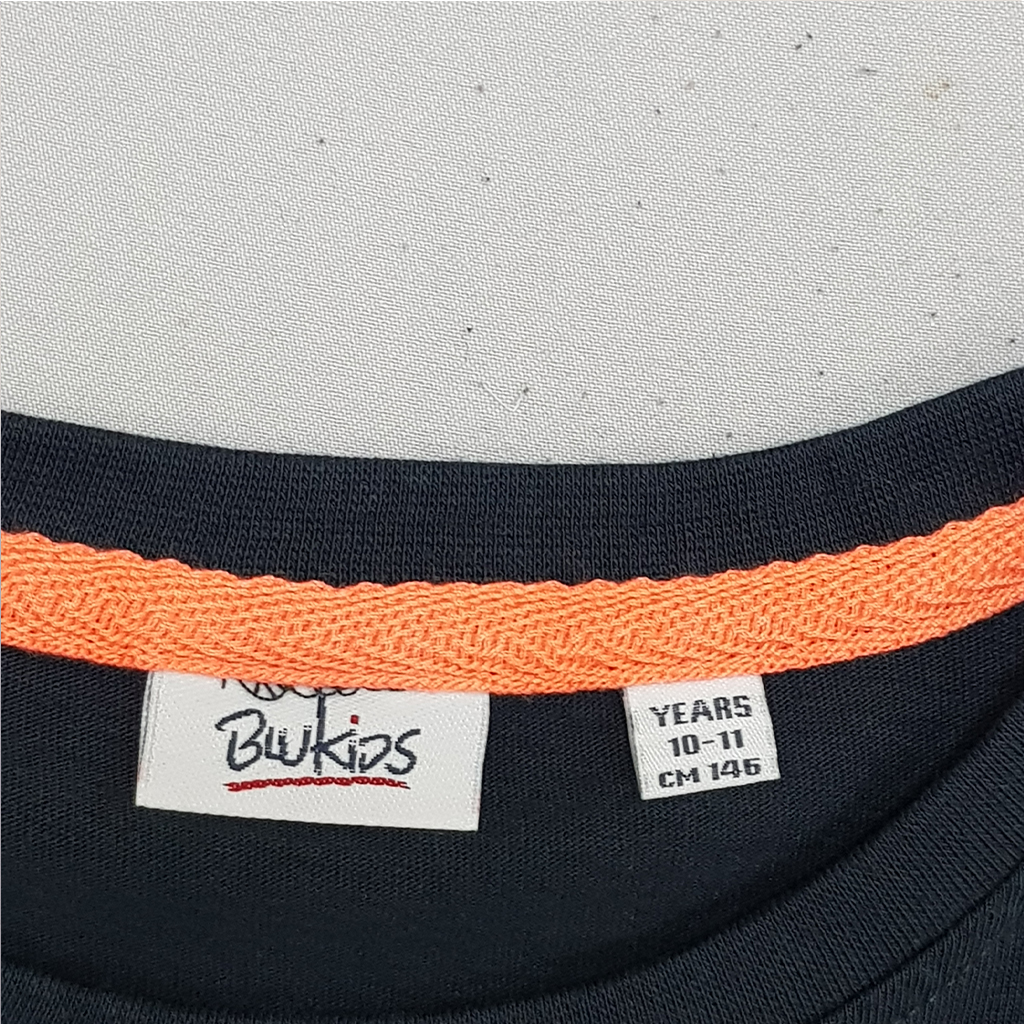 BLUKIDS
YEARS
10-11
CM 146